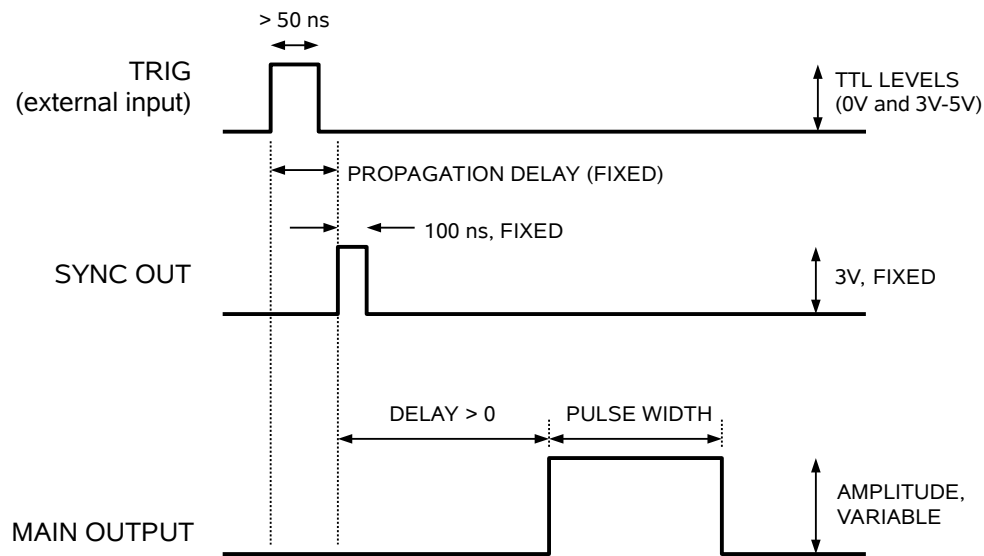 > 50 ns
TRIG
(external input)
TTL LEVELS
(0V and 3V-5V)
PROPAGATION DELAY (FIXED)
100 ns, FIXED
SYNC OUT
3V, FIXED
DELAY > 0
PULSE WIDTH
AMPLITUDE,
VARIABLE
MAIN OUTPUT